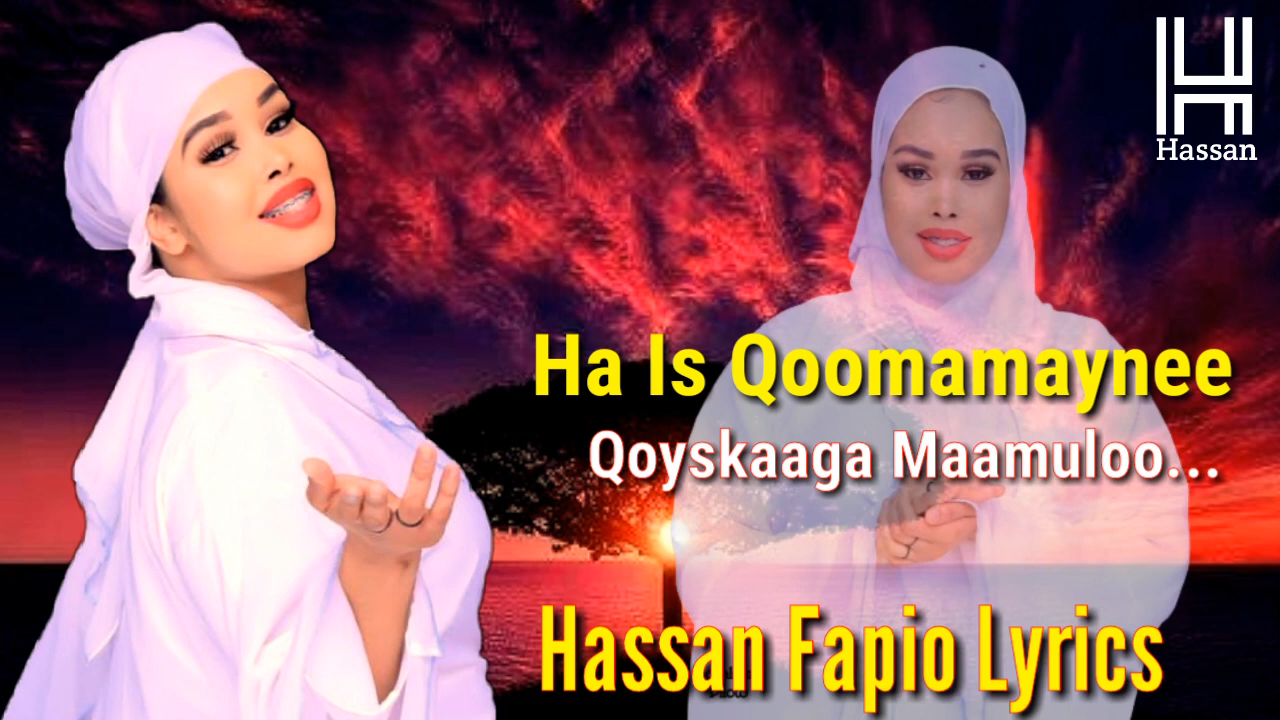 Hassan
Ha Is Qoomamaynee
Qoyskaaga Maamuloo...
Hassan Fapio Lyrics